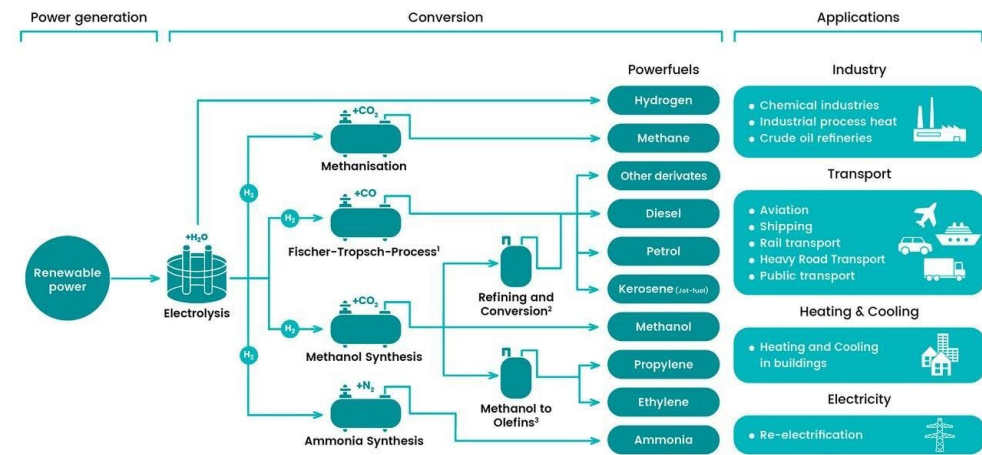 Power generation
Conversion
Applications
Powerfuels
Industry
Hydrogen
Methane
Other derivates
Diesel
Petrol
Kerosene (Jet-fuel)
Methanol
Propylene
Ethylene
Ammonia
+CO₂
Methanisation
H₂
+CO
H₂
Fischer-Tropsch-Process¹
+H₂O
Renewable
power
Electrolysis
Refining and
Conversion²
H₂
+CO₂
Methanol Synthesis
H₂
+N₂
Ammonia Synthesis
Methanol to
Olefins³
• Chemical industries
• Industrial process heat
• Crude oil refineries
Transport
• Aviation
• Shipping
• Rail transport
• Heavy Road Transport
• Public transport
Heating & Cooling
• Heating and Cooling
in buildings
Electricity
• Re-electrification